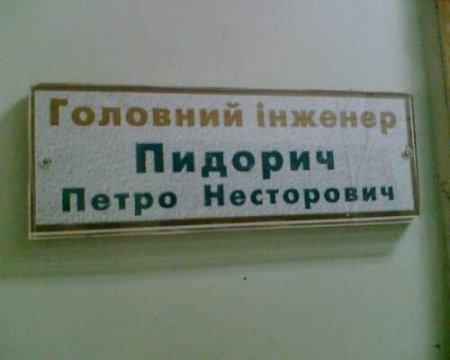 Головний інженер
Пидорич
Петро Несторович